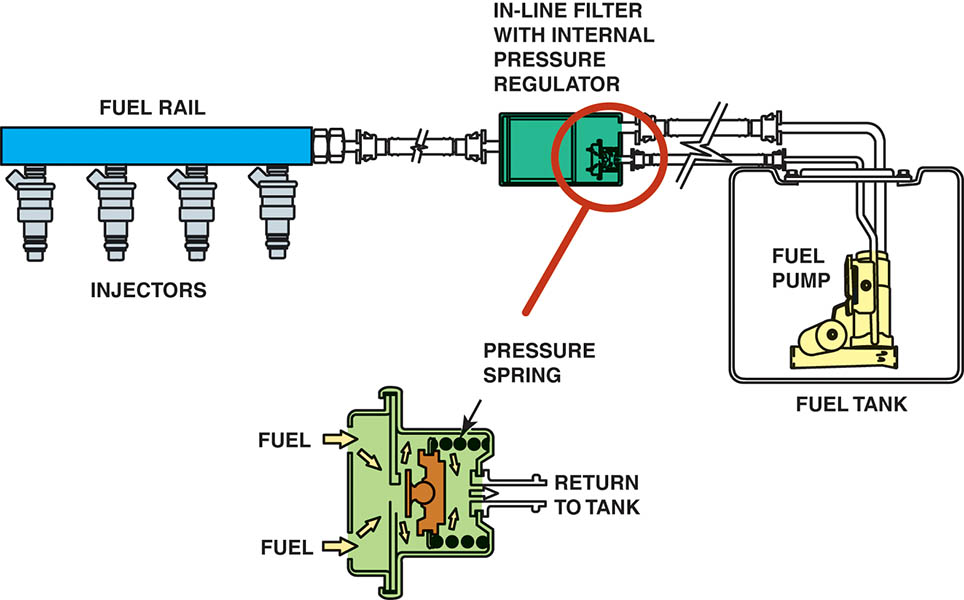 IN-LINE FILTER
WITH INTERNAL
PRESSURE
REGULATOR
FUEL RAIL
INJECTORS
FUEL
PUMP
FUEL TANK
PRESSURE
SPRING
FUEL
RETURN
TO TANK
FUEL